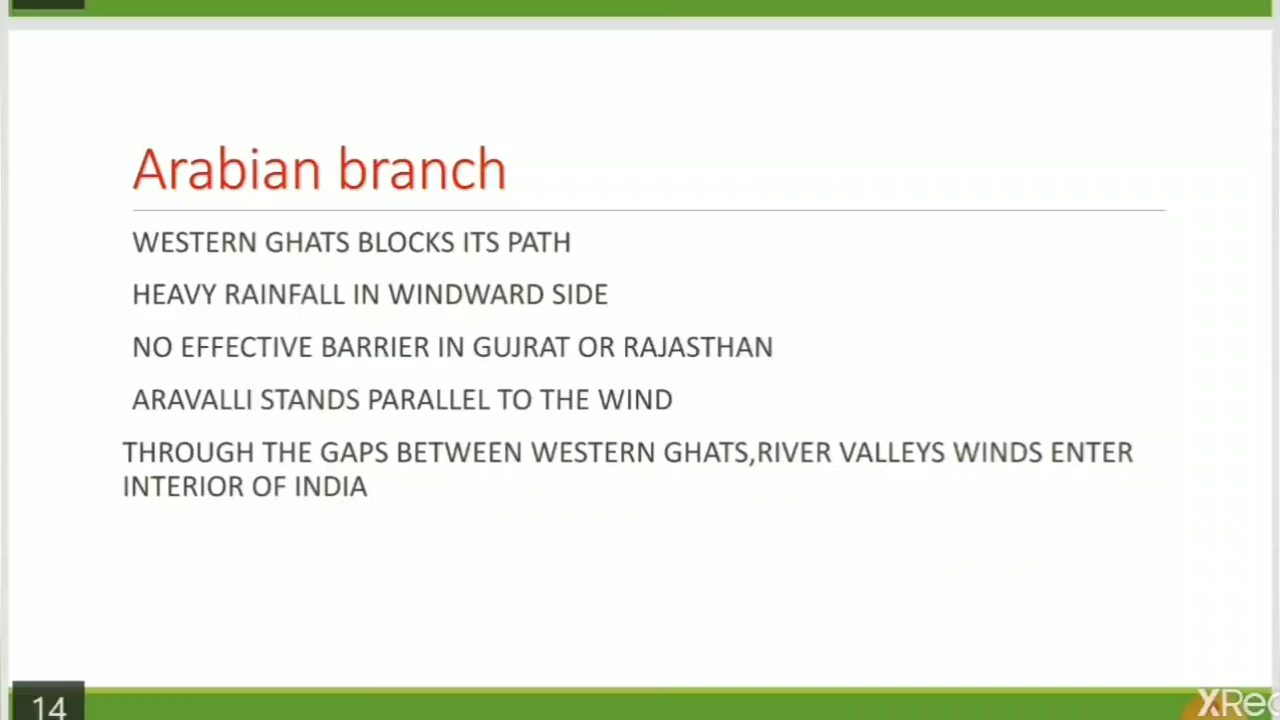 Arabian branch
WESTERN GHATS BLOCKS ITS PATH
HEAVY RAINFALL IN WINDWARD SIDE
NO EFFECTIVE BARRIER IN GUJRAT OR RAJASTHAN
ARAVALLI STANDS PARALLEL TO THE WIND
THROUGH THE GAPS BETWEEN WESTERN GHATS,RIVER VALLEYS WINDS ENTER
INTERIOR OF INDIA
14
XRec